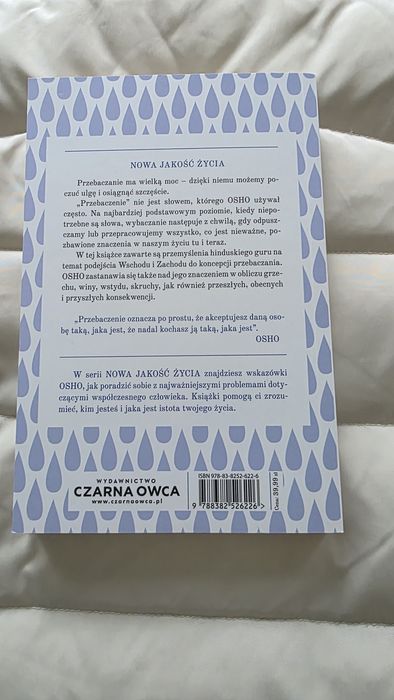 NOWA JAKOŚĆ ŻYCIA
Przebaczanie ma wielką moc – dzięki niemu możemy po-
czuć ulgę i osiągnąć szczęście.
„Przebaczenie” nie jest słowem, którego OSHO używał
często. Na najbardziej podstawowym poziomie, kiedy niepo-
trzebne są słowa, wybaczanie następuje z chwilą, gdy odpusz-
czamy lub przepracowujemy wszystko, co jest nieważne, po-
zbawione znaczenia w naszym życiu tu i teraz.
W tej książce zawarte są przemyślenia hinduskiego guru na
temat podejścia Wschodu i Zachodu do koncepcji przebaczania.
OSHO zastanawia się także nad jego znaczeniem w obliczu grze-
chu, winy, wstydu, skruchy, jak również przeszłych, obecnych
i przyszłych konsekwencji.
„Przebaczenie oznacza po prostu, że akceptujesz daną oso-
bę taką, jaka jest, że nadal kochasz ją taką, jaka jest”.
OSHO
W serii NOWA JAKOŚĆ ŻYCIA znajdziesz wskazówki
OSHO, jak poradzić sobie z najważniejszymi problemami doty-
czącymi współczesnego człowieka. Książki pomogą ci zrozu-
mieć, kim jesteś i jaka jest istota twojego życia.
WYDAWNICTWO
CZARNA OWCA
www.czarnaowca.pl
ISBN 978-83-8252-622-6
9 788382 526226 >
Cena: 39,99 zł